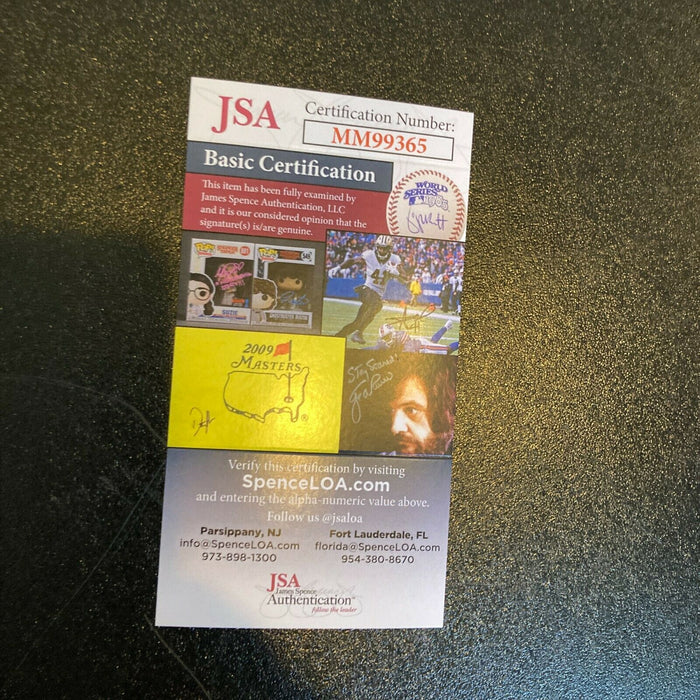 JSA
Certification Number:
MM99365
Basic Certification
This item has been fully examined by
James Spence Authentication, LLC
and it is our considered opinion that the
signature(s) is/are genuine.
WORLD
SERIES
2009
MASTERS
Verify this certification by visiting
SpenceLOA.com
and entering the alpha-numeric value above.
Follow us @jsaloa
Parsippany, NJ
info@SpenceLOA.com
973-898-1300
Fort Lauderdale, FL
florida@SpenceLOA.com
954-380-8670
JSA
James Spence
Authentication
follow the leader